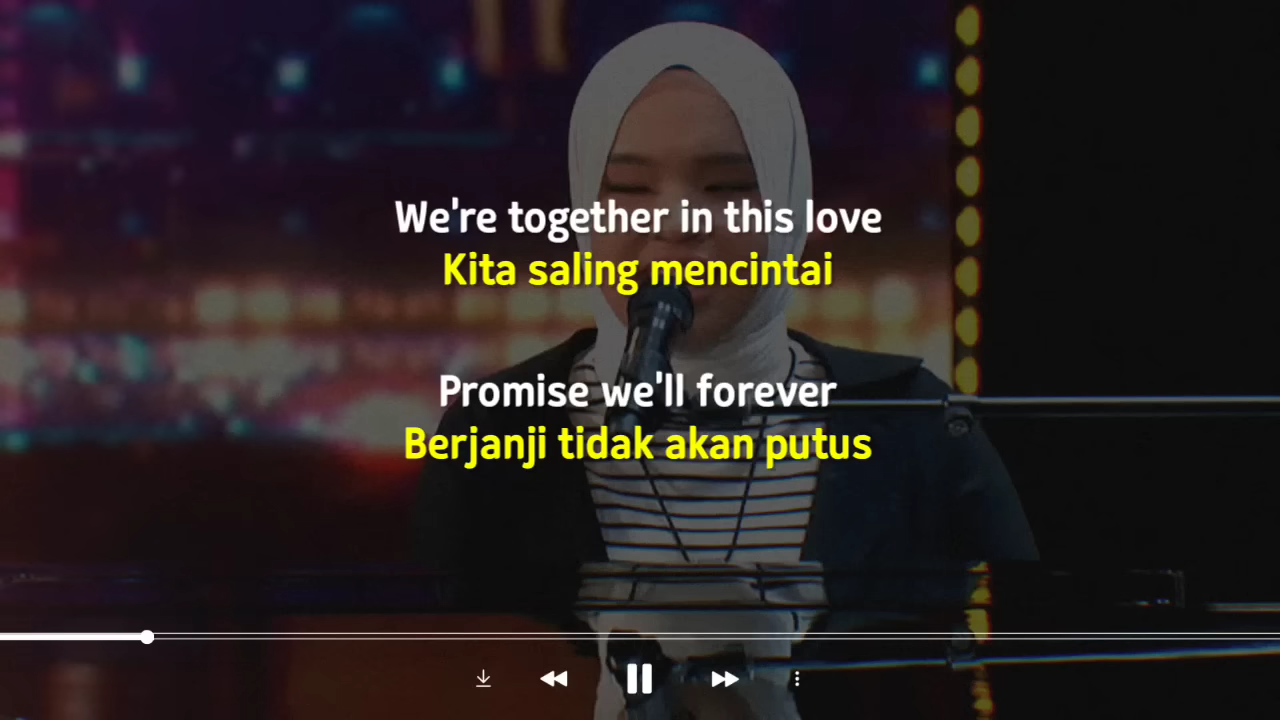 We're together in this love
Kita saling mencintai
Promise we'll forever
Berjanji tidak akan putus